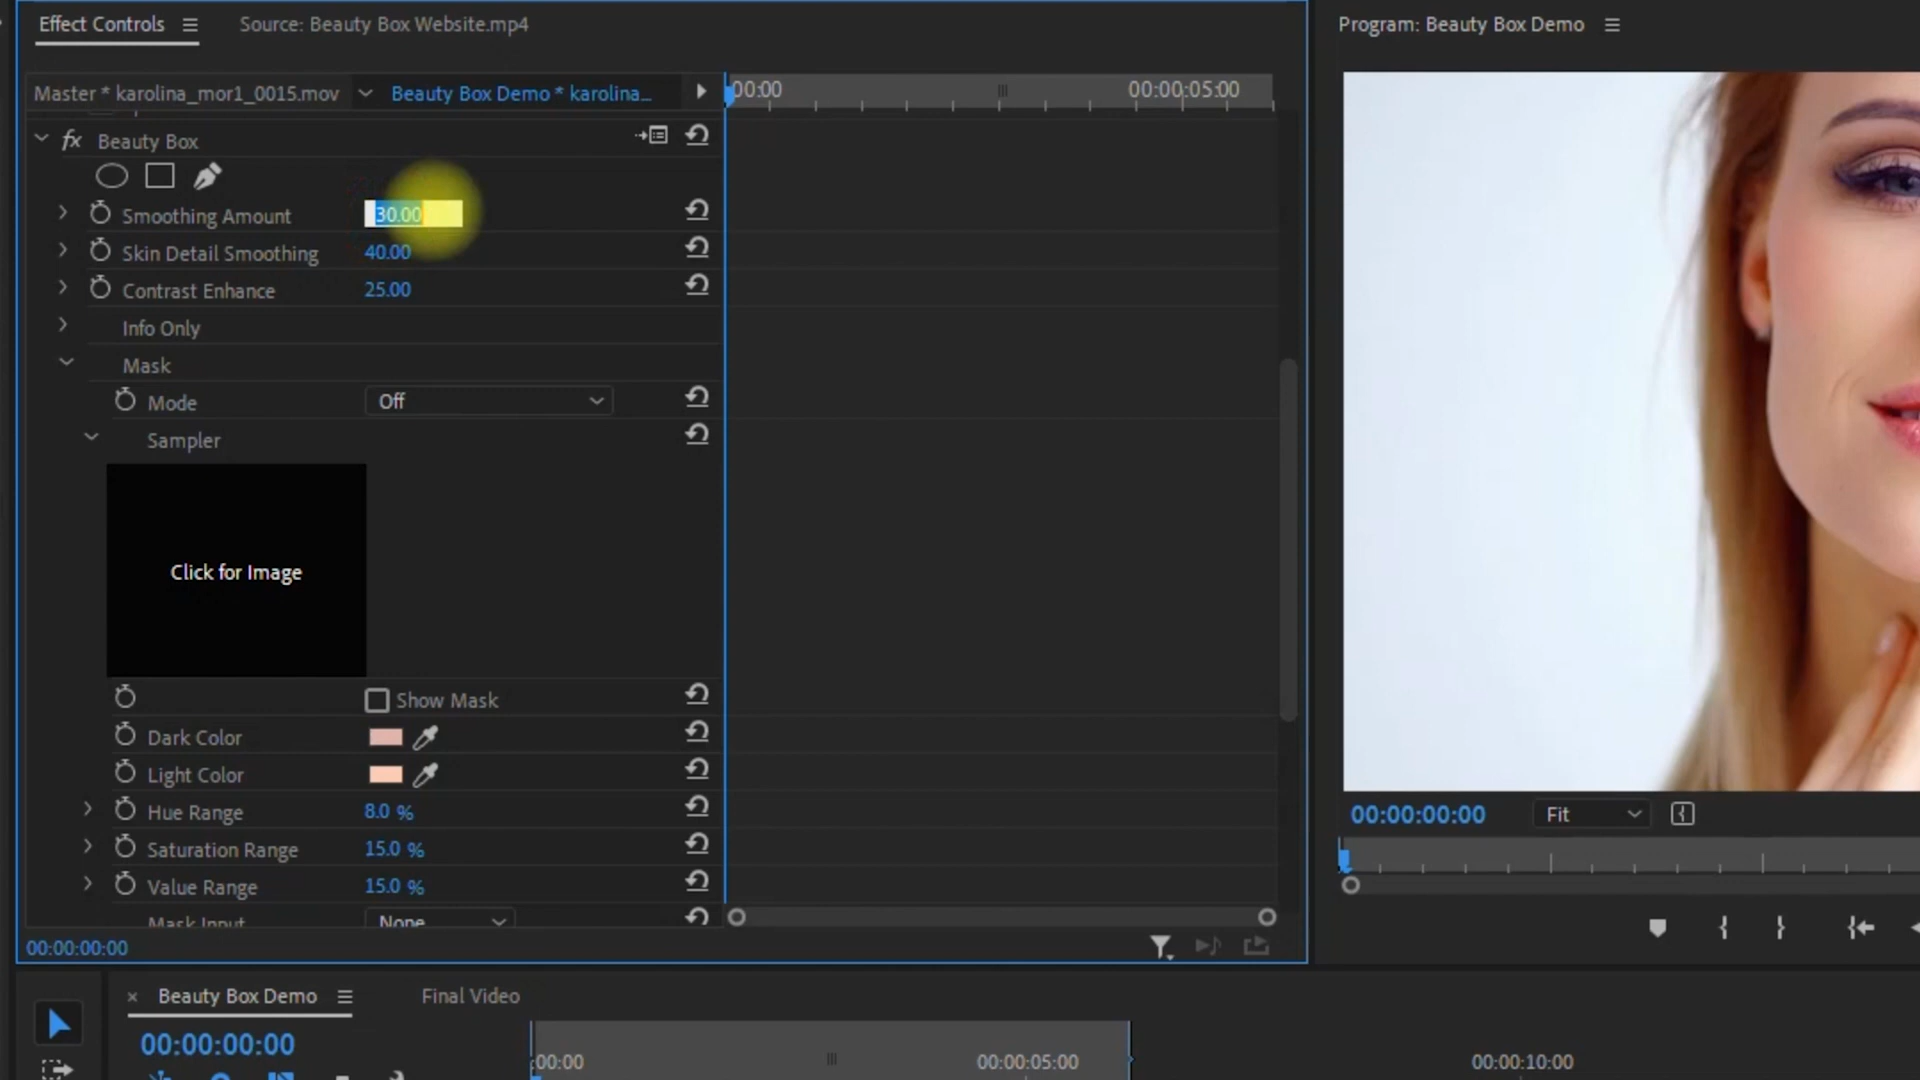 Effect Controls
Source: Beauty Box Website.mp4
Program: Beauty Box Demo
Master * karolina_mor1_0015.mov
Beauty Box Demo * karolina...
00:00
00:00:05:00
fx Beauty Box
Smoothing Amount 30.00
Skin Detail Smoothing 40.00
Contrast Enhance 25.00
Info Only
Mask
Mode Off
Sampler
Click for Image
Show Mask
Dark Color
Light Color
Hue Range 8.0 %
Saturation Range 15.0 %
Value Range 15.0 %
Mask Input None
00:00:00:00
00:00:00:00
Fit
Beauty Box Demo
Final Video
00:00:00:00
:00:00
00:00:05:00
00:00:10:00